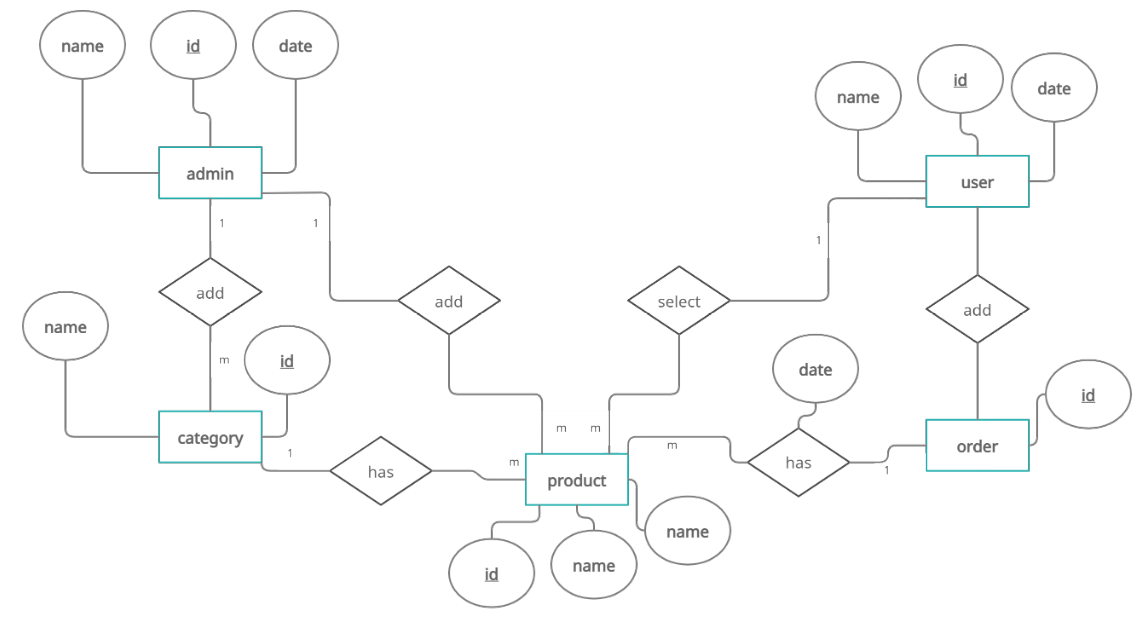 name
id
date
name
id
date
admin
user
1
1
1
add
add
select
add
name
m
id
date
id
category
m
m
m
order
1
has
m
has
1
product
name
id
name